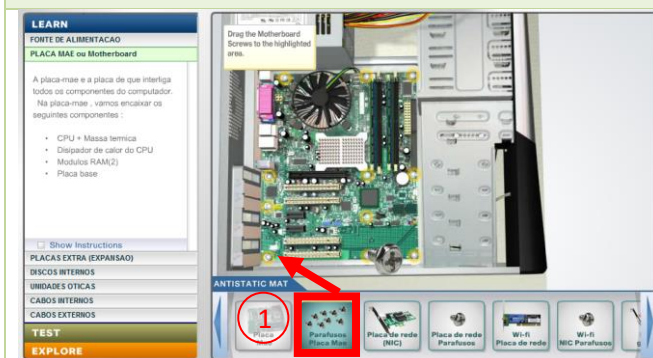 LEARN
FONTE DE ALIMENTACAO
PLACA MAE ou Motherboard
A placa-mae e a placa de que interliga
todos os componentes do computador.
Na placa-mae , vamos encaixar os
seguintes componentes :
• CPU + Massa termica
• Disipador de calor do CPU
• Modulos RAM(2)
• Placa base
Show Instructions
PLACAS EXTRA (EXPANSAO)
DISCOS INTERNOS
UNIDADES OTICAS
CABOS INTERNOS
CABOS EXTERNOS
TEST
EXPLORE
Drag the Motherboard
Screws to the highlighted
area.
ANTISTATIC MAT
1
Placa
Mae
Parafusos
Placa Mae
Placa de rede
(NIC)
Placa de rede
Parafusos
Wi-fi
Placa de rede
Wi-fi
NIC Parafusos